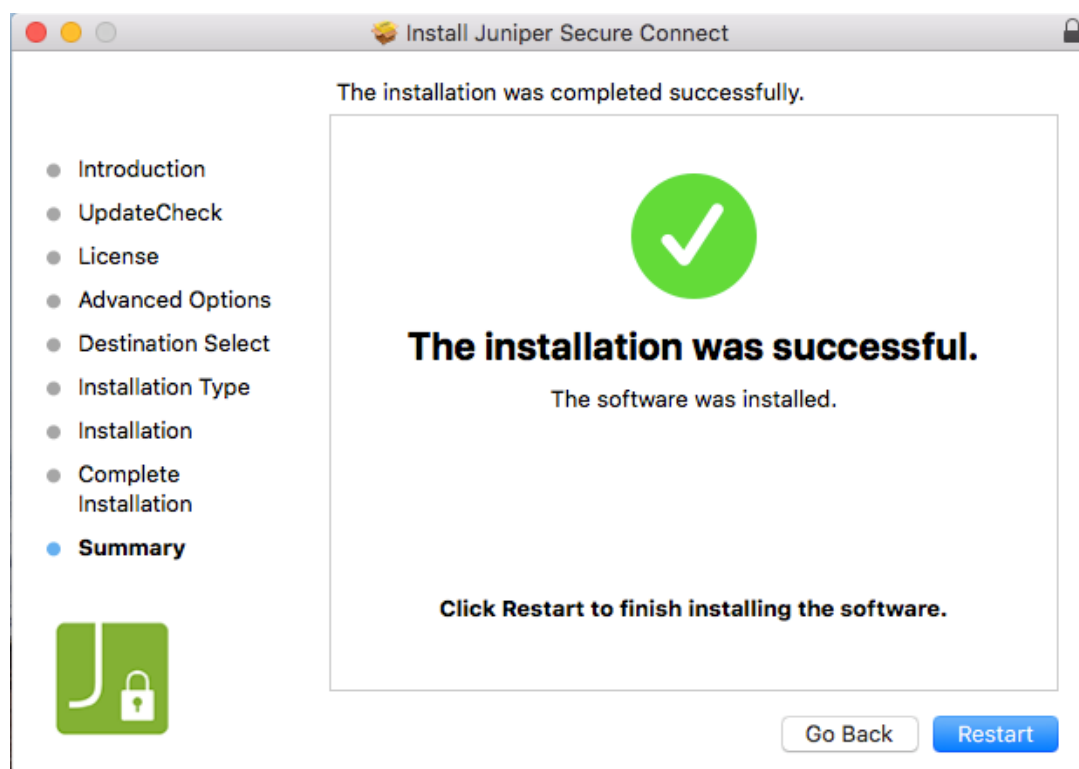 Install Juniper Secure Connect
The installation was completed successfully.
Introduction
UpdateCheck
License
Advanced Options
Destination Select
Installation Type
Installation
Complete
Installation
Summary
The installation was successful.
The software was installed.
Click Restart to finish installing the software.
J
Go Back
Restart